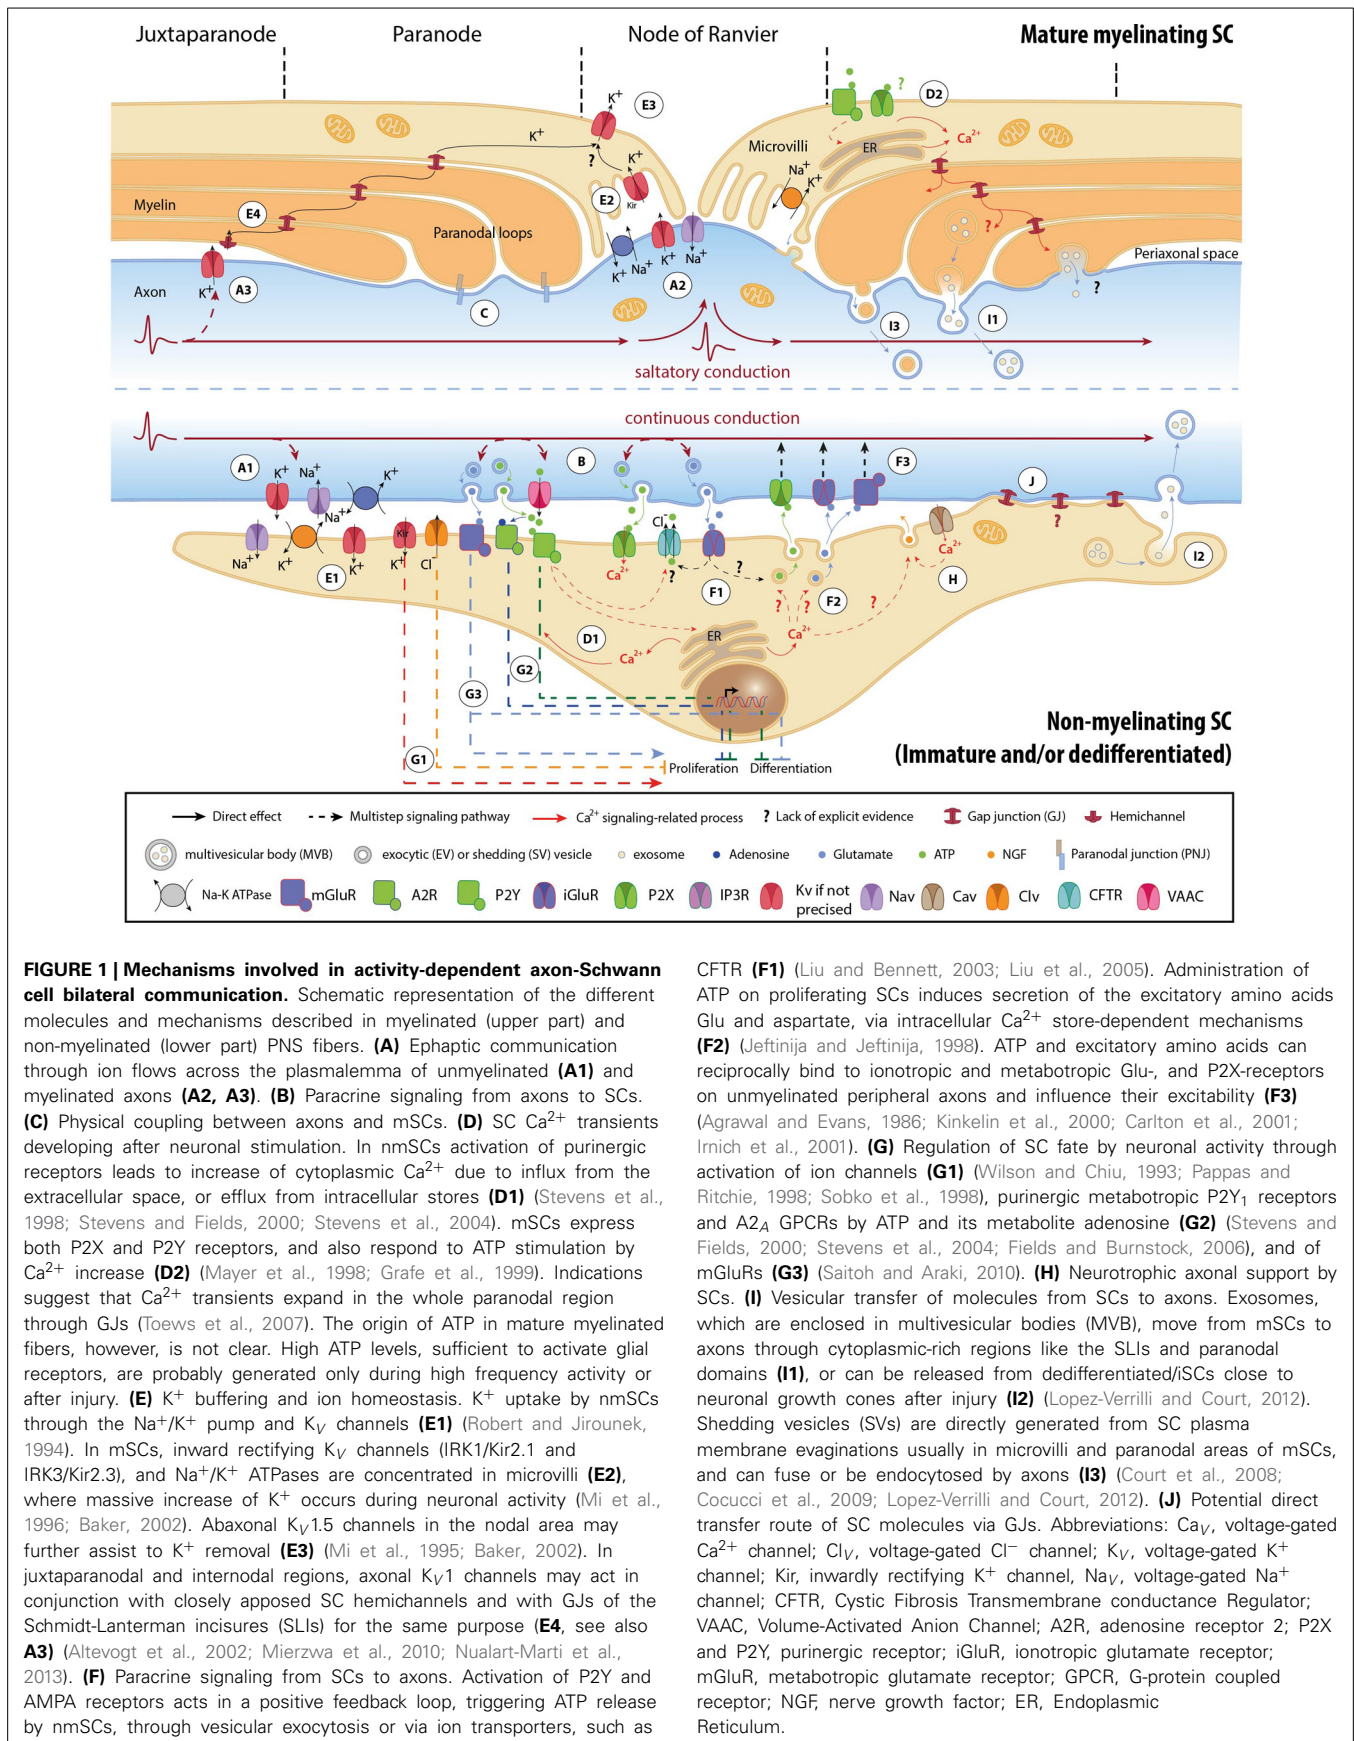 Juxtaparanode
Paranode
Node of Ranvier
Mature myelinating SC
K+
E3
?
D2
K+
Ca2+
ER
Microvilli
?
K+
Na+
K+
E2
Kir
Myelin
E4
Paranodal loops
?
Periaxonal space
K+
Na+
K+
Na+
A2
?
Axon
K+
A3
C
I3
I1
saltatory conduction
continuous conduction
A1
K+
Na+
K+
B
F3
J
Na+
Cl-
?
Kir
Na+
K+
K+
K+
Cl-
Ca2+
?
?
Ca2+
E1
F1
F2
H
I2
?
?
?
D1
ER
Ca2+
Ca2+
G2
G3
G1
Proliferation
Differentiation
Non-myelinating SC
(Immature and/or dedifferentiated)
Direct effect
Multistep signaling pathway
Ca2+ signaling-related process
? Lack of explicit evidence
Gap junction (GJ)
Hemichannel
multivesicular body (MVB)
exocytic (EV) or shedding (SV) vesicle
exosome
Adenosine
Glutamate
ATP
NGF
Paranodal junction (PNJ)
Na-K ATPase
mGluR
A2R
P2Y
iGluR
P2X
IP3R
Kv if not
precised
Nav
Cav
Clv
CFTR
VAAC
FIGURE 1 | Mechanisms involved in activity-dependent axon-Schwann
cell bilateral communication. Schematic representation of the different
molecules and mechanisms described in myelinated (upper part) and
non-myelinated (lower part) PNS fibers. (A) Ephaptic communication
through ion flows across the plasmalemma of unmyelinated (A1) and
myelinated axons (A2, A3). (B) Paracrine signaling from axons to SCs.
(C) Physical coupling between axons and mSCs. (D) SC Ca2+ transients
developing after neuronal stimulation. In nmSCs activation of purinergic
receptors leads to increase of cytoplasmic Ca2+ due to influx from the
extracellular space, or efflux from intracellular stores (D1) (Stevens et al.,
1998; Stevens and Fields, 2000; Stevens et al., 2004). mSCs express
both P2X and P2Y receptors, and also respond to ATP stimulation by
Ca2+ increase (D2) (Mayer et al., 1998; Grafe et al., 1999). Indications
suggest that Ca2+ transients expand in the whole paranodal region
through GJs (Toews et al., 2007). The origin of ATP in mature myelinated
fibers, however, is not clear. High ATP levels, sufficient to activate glial
receptors, are probably generated only during high frequency activity or
after injury. (E) K+ buffering and ion homeostasis. K+ uptake by nmSCs
through the Na+/K+ pump and KV channels (E1) (Robert and Jirounek,
1994). In mSCs, inward rectifying KV channels (IRK1/Kir2.1 and
IRK3/Kir2.3), and Na+/K+ ATPases are concentrated in microvilli (E2),
where massive increase of K+ occurs during neuronal activity (Mi et al.,
1996; Baker, 2002). Abaxonal KV1.5 channels in the nodal area may
further assist to K+ removal (E3) (Mi et al., 1995; Baker, 2002). In
juxtaparanodal and internodal regions, axonal KV1 channels may act in
conjunction with closely apposed SC hemichannels and with GJs of the
Schmidt-Lanterman incisures (SLIs) for the same purpose (E4, see also
A3) (Altevogt et al., 2002; Mierzwa et al., 2010; Nualart-Marti et al.,
2013). (F) Paracrine signaling from SCs to axons. Activation of P2Y and
AMPA receptors acts in a positive feedback loop, triggering ATP release
by nmSCs, through vesicular exocytosis or via ion transporters, such as
CFTR (F1) (Liu and Bennett, 2003; Liu et al., 2005). Administration of
ATP on proliferating SCs induces secretion of the excitatory amino acids
Glu and aspartate, via intracellular Ca2+ store-dependent mechanisms
(F2) (Jeftinija and Jeftinija, 1998). ATP and excitatory amino acids can
reciprocally bind to ionotropic and metabotropic Glu-, and P2X-receptors
on unmyelinated peripheral axons and influence their excitability (F3)
(Agrawal and Evans, 1986; Kinkelin et al., 2000; Carlton et al., 2001;
Irnich et al., 2001). (G) Regulation of SC fate by neuronal activity through
activation of ion channels (G1) (Wilson and Chiu, 1993; Pappas and
Ritchie, 1998; Sobko et al., 1998), purinergic metabotropic P2Y1 receptors
and A2A GPCRs by ATP and its metabolite adenosine (G2) (Stevens and
Fields, 2000; Stevens et al., 2004; Fields and Burnstock, 2006), and of
mGluRs (G3) (Saitoh and Araki, 2010). (H) Neurotrophic axonal support by
SCs. (I) Vesicular transfer of molecules from SCs to axons. Exosomes,
which are enclosed in multivesicular bodies (MVB), move from mSCs to
axons through cytoplasmic-rich regions like the SLIs and paranodal
domains (I1), or can be released from dedifferentiated/iSCs close to
neuronal growth cones after injury (I2) (Lopez-Verrilli and Court, 2012).
Shedding vesicles (SVs) are directly generated from SC plasma
membrane evaginations usually in microvilli and paranodal areas of mSCs,
and can fuse or be endocytosed by axons (I3) (Court et al., 2008;
Cocucci et al., 2009; Lopez-Verrilli and Court, 2012). (J) Potential direct
transfer route of SC molecules via GJs. Abbreviations: CaV, voltage-gated
Ca2+ channel; ClV, voltage-gated Cl− channel; KV, voltage-gated K+
channel; Kir, inwardly rectifying K+ channel, NaV, voltage-gated Na+
channel; CFTR, Cystic Fibrosis Transmembrane conductance Regulator;
VAAC, Volume-Activated Anion Channel; A2R, adenosine receptor 2; P2X
and P2Y, purinergic receptor; iGluR, ionotropic glutamate receptor;
mGluR, metabotropic glutamate receptor; GPCR, G-protein coupled
receptor; NGF, nerve growth factor; ER, Endoplasmic
Reticulum.